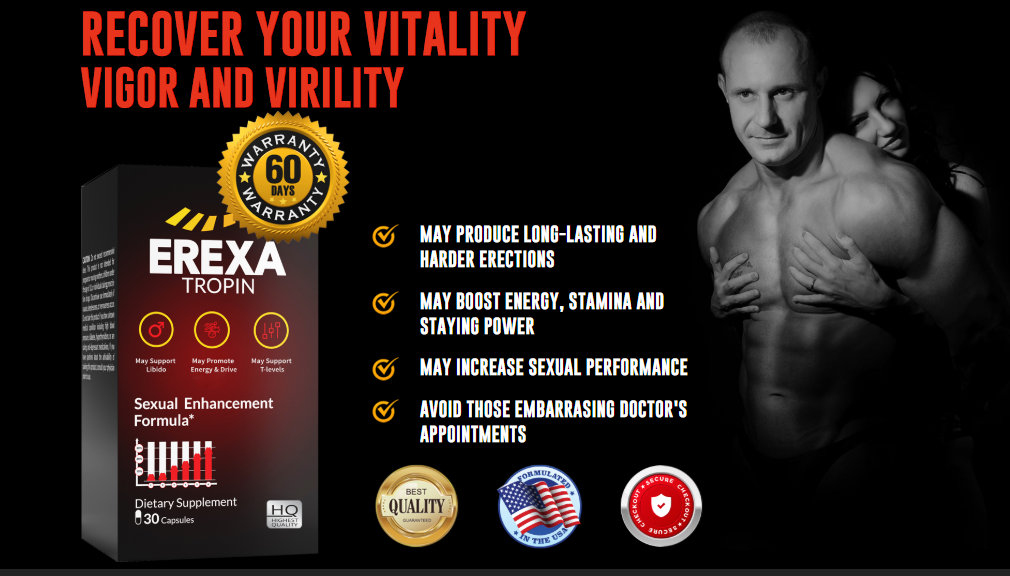 RECOVER YOUR VITALITY
VIGOR AND VIRILITY
WARRANTY
60
DAYS
WARRANTY
EREXA
TROPIN
May Support
Libido
May Promote
Energy & Drive
May Support
T-levels
Sexual Enhancement
Formula*
Dietary Supplement
30 Capsules
HQ
HIGHEST
QUALITY
MAY PRODUCE LONG-LASTING AND
HARDER ERECTIONS
MAY BOOST ENERGY, STAMINA AND
STAYING POWER
MAY INCREASE SEXUAL PERFORMANCE
AVOID THOSE EMBARRASING DOCTOR'S
APPOINTMENTS
BEST
QUALITY
GUARANTEED
FORMULATED
IN THE USA
SECURE CHECKOUT
SECURE CHECKOUT